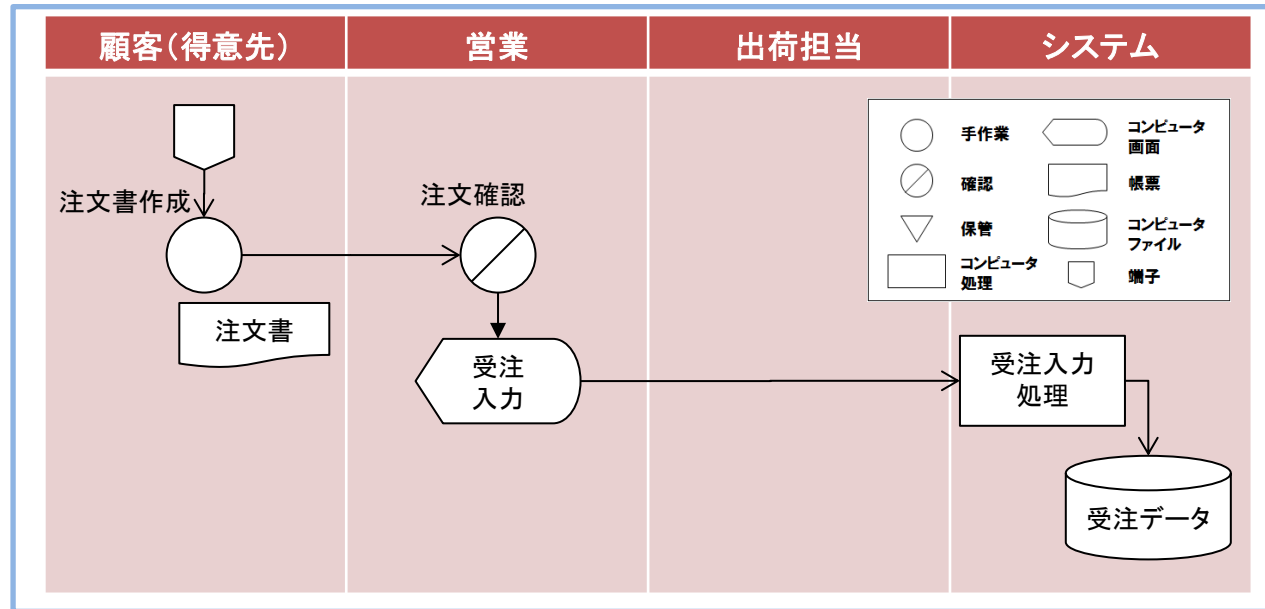 顧客（得意先）
営業
出荷担当
システム
手作業
コンピュータ
画面
確認
帳票
保管
コンピュータ
ファイル
コンピュータ
処理
端子
注文書作成
注文確認
注文書
受注
入力
受注入力
処理
受注データ